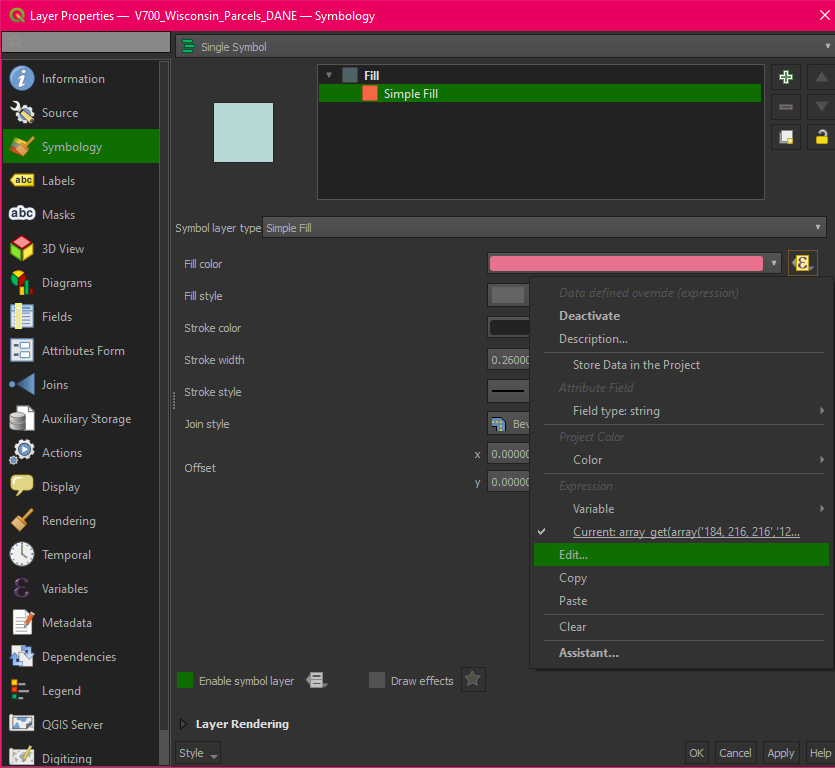 Layer Properties — V700_Wisconsin_Parcels_DANE — Symbology
Single Symbol
Information
Source
Symbology
abc Labels
abc Masks
3D View
Diagrams
Fields
Attributes Form
Joins
Auxiliary Storage
Actions
Display
Rendering
Temporal
Variables
Metadata
Dependencies
Legend
QGIS Server
Digitizing
Fill
Simple Fill
Symbol layer type Simple Fill
Fill color
Fill style
Stroke color
Stroke width 0.26000
Stroke style
Join style Bev
Offset
x 0.00000
y 0.00000
Data defined override (expression)
Deactivate
Description...
Store Data in the Project
Attribute Field
Field type: string
Project Color
Color
Expression
Variable
Current: array_get(array('184, 216, 216','12...
Edit...
Copy
Paste
Clear
Assistant...
Enable symbol layer
Draw effects
Layer Rendering
Style
OK Cancel Apply Help